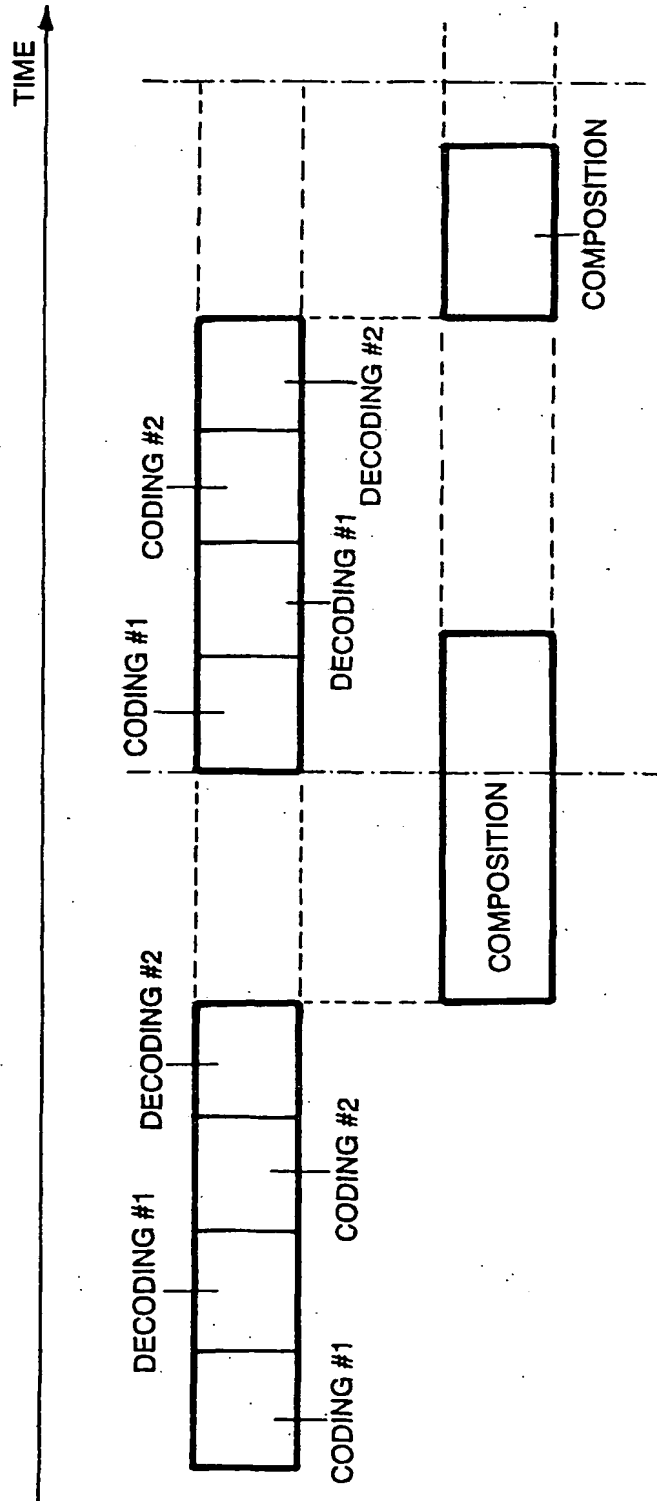 TIME
CODING #1
DECODING #1
CODING #2
DECODING #2
CODING #1
DECODING #1
CODING #2
DECODING #2
COMPOSITION
COMPOSITION